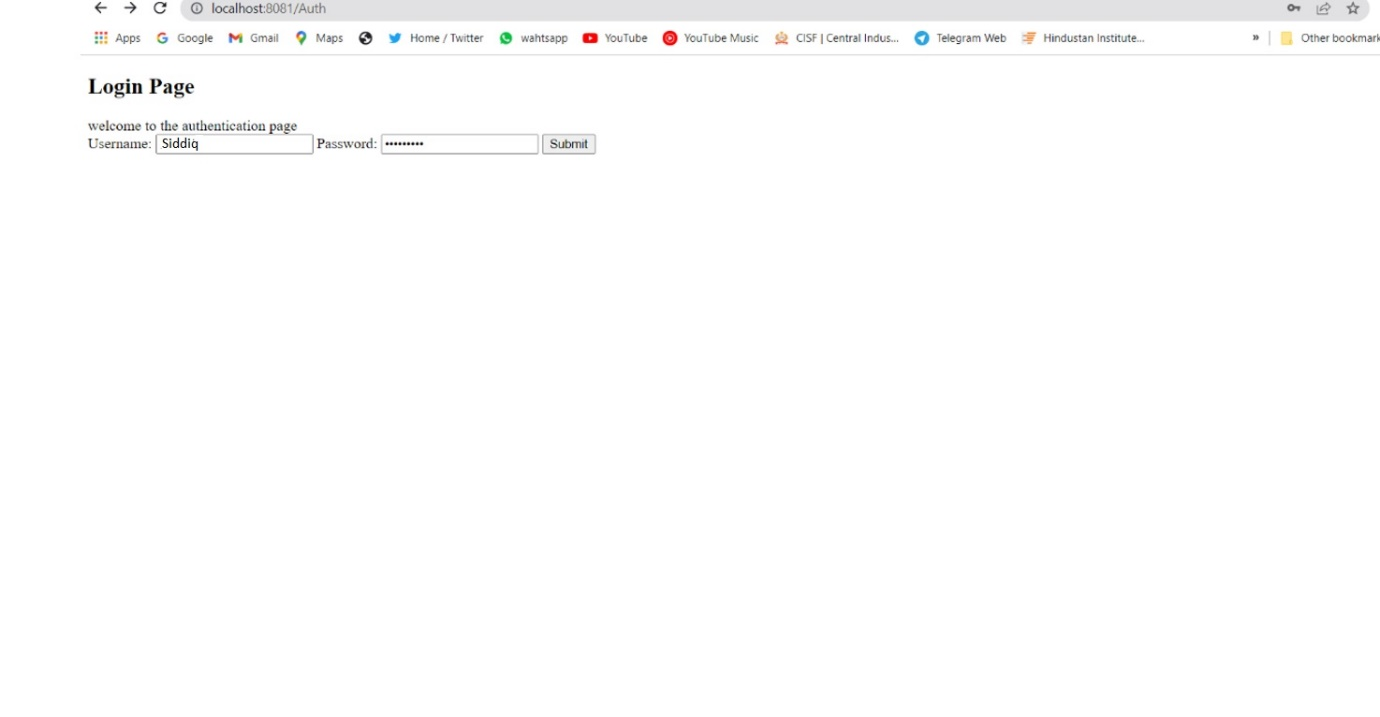 localhost:8081/Auth
Apps Google Gmail Maps Home / Twitter wahtsapp YouTube YouTube Music CISF | Central Indus... Telegram Web Hindustan Institute... » Other bookmark
Login Page
welcome to the authentication page
Username: Siddiq Password: ••••••••• Submit